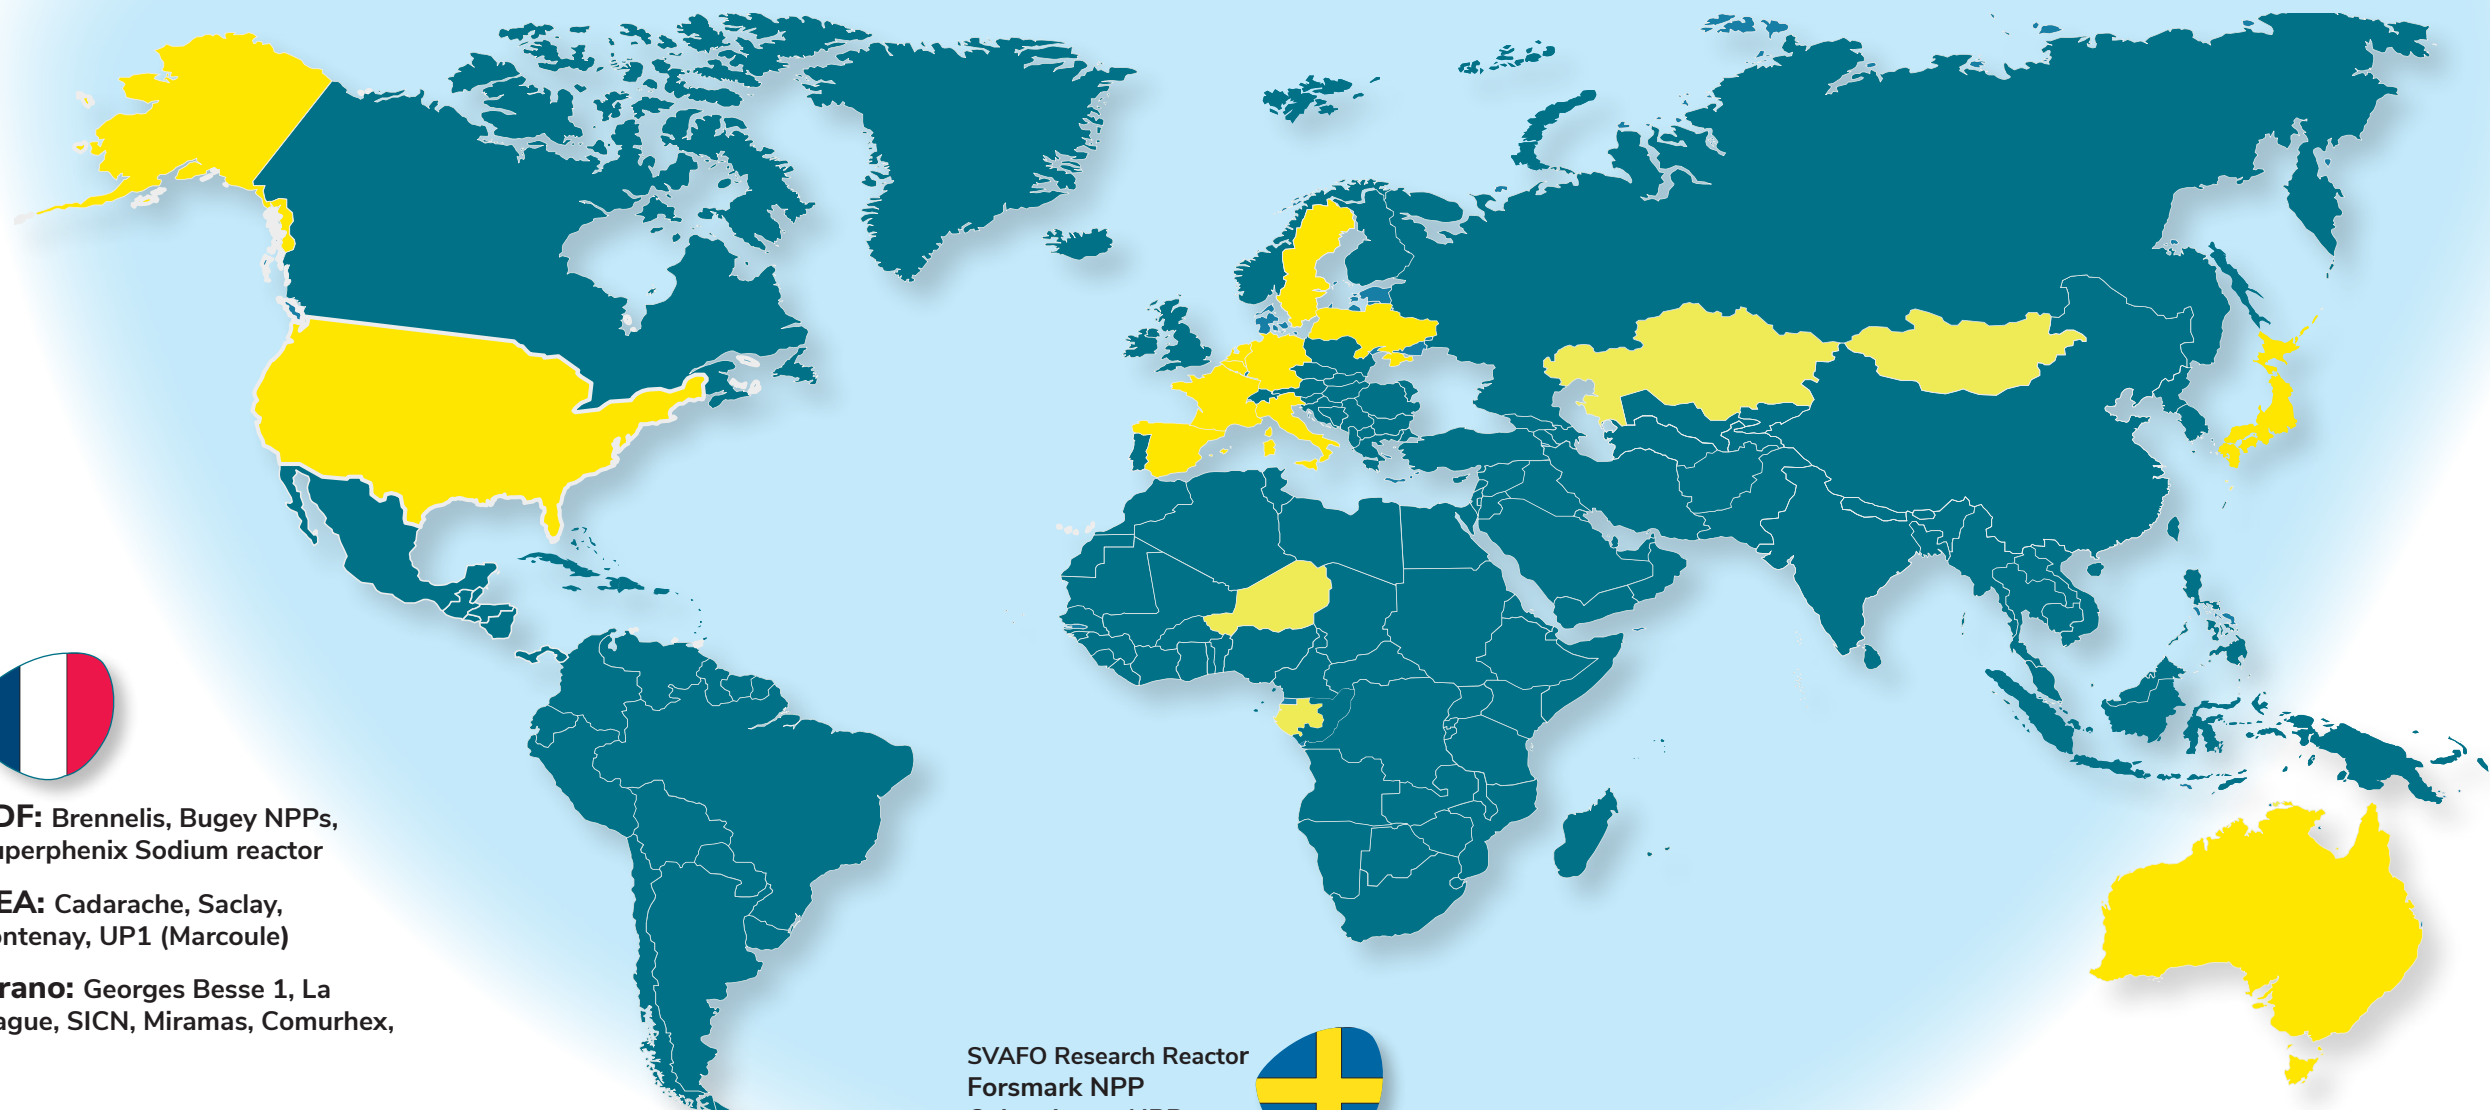 DF: Brennelis, Bugey NPPs,
uperphenix Sodium reactor
EA: Cadarache, Saclay,
ontenay, UP1 (Marcoule)
rano: Georges Besse 1, La
ague, SICN, Miramas, Comurhex,
SVAFO Research Reactor
Forsmark NPP